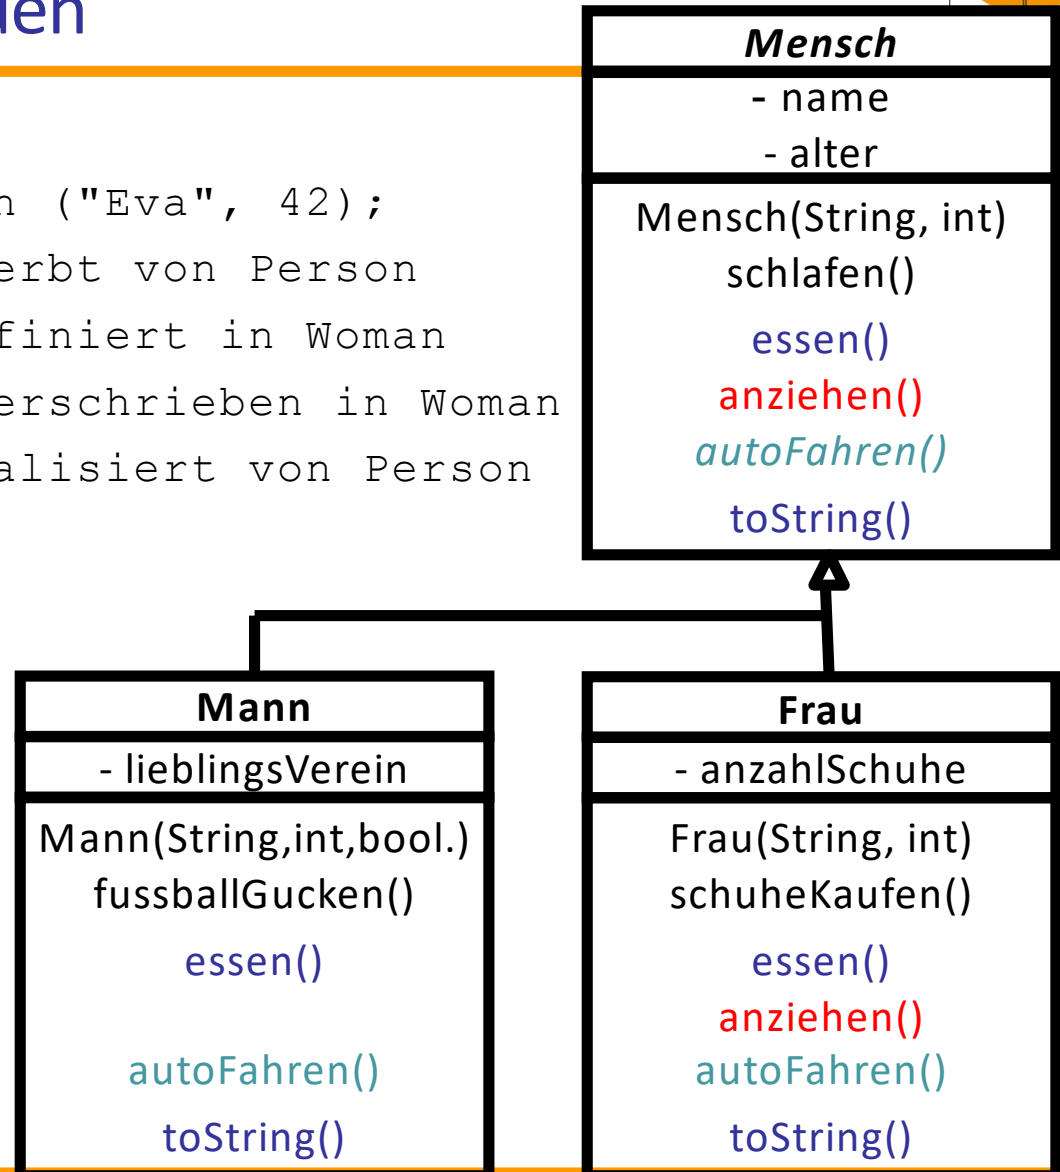 den
n ("Eva", 42);
erbt von Person
finiert in Woman
erschrieben in Woman
alisiert von Person
Mensch
- name
- alter
Mensch(String, int)
schlafen()
essen()
anziehen()
autoFahren()
toString()
Mann
- lieblingsVerein
Mann(String,int,bool.)
fussballGucken()
essen()
autoFahren()
toString()
Frau
- anzahlSchuhe
Frau(String, int)
schuheKaufen()
essen()
anziehen()
autoFahren()
toString()